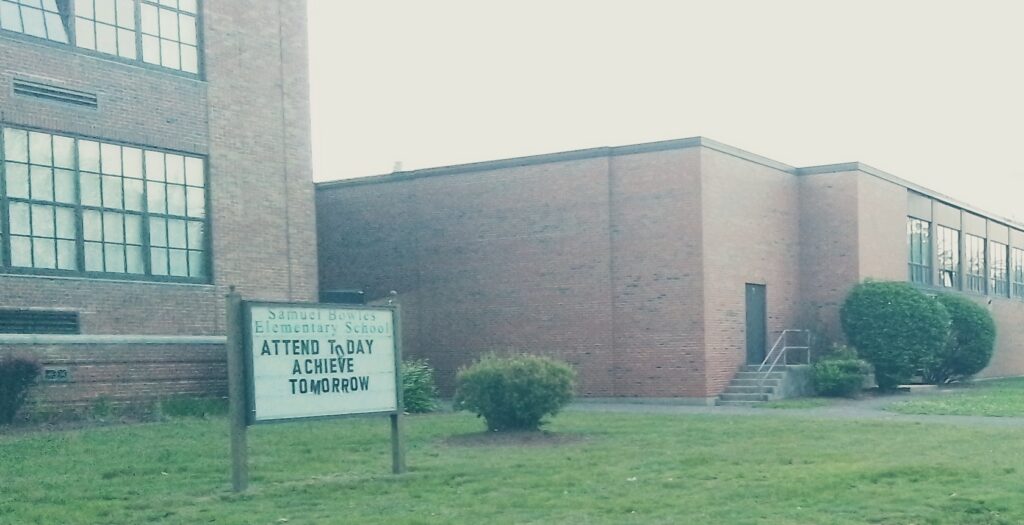 Samuel Bowles
Elementary School
ATTEND TODAY
ACHIEVE
TOMORROW